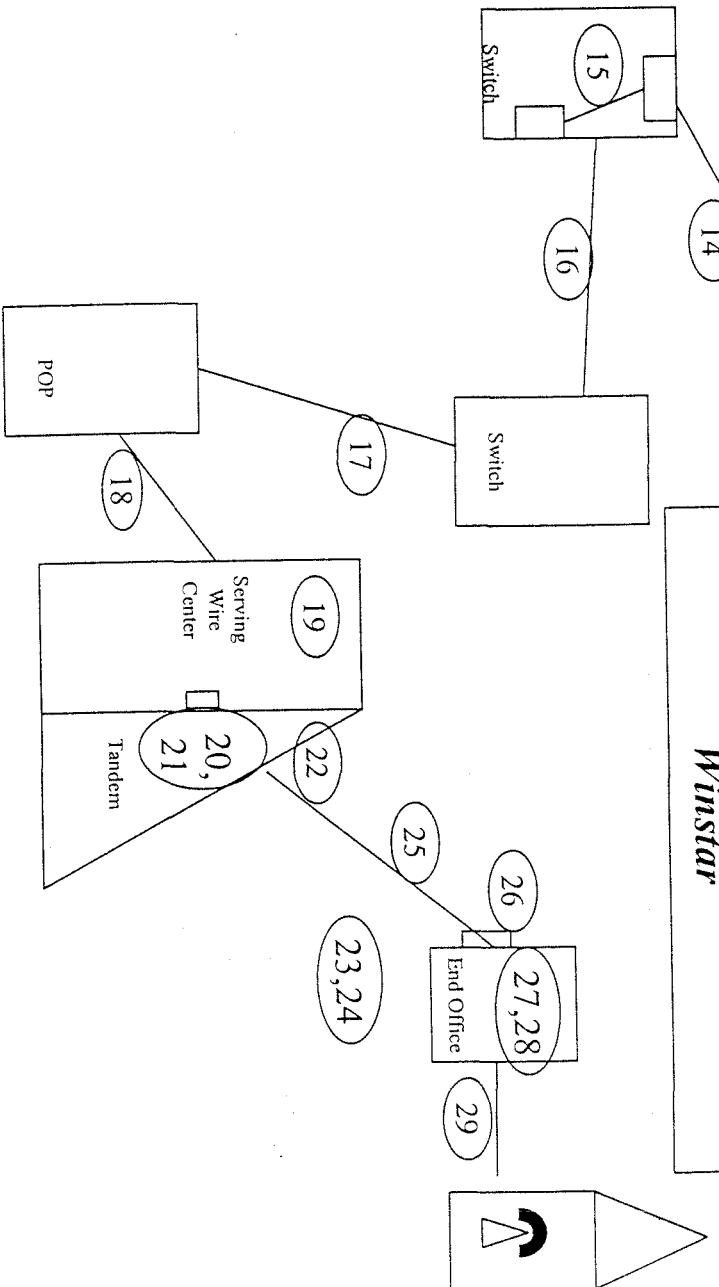 Winstar
14
15
Switch
16
Switch
17
POP
18
19
Serving
Wire
Center
20,
21
Tandem
22
25
23,24
26
27,28
End Office
29